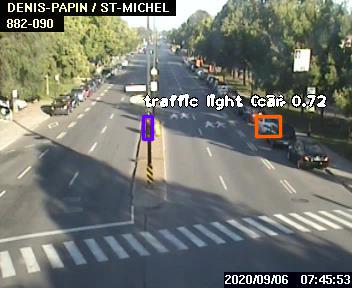 DENIS-PAPIN / ST-MICHEL
882-090
traffic light
car 0.72
2020/09/06 07:45:53